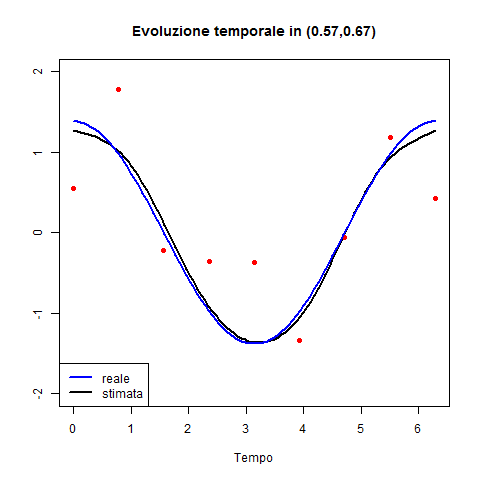 Evoluzione temporale in (0.57,0.67)
2
1
0
-1
-2
reale
stimata
0 1 2 3 4 5 6
Tempo